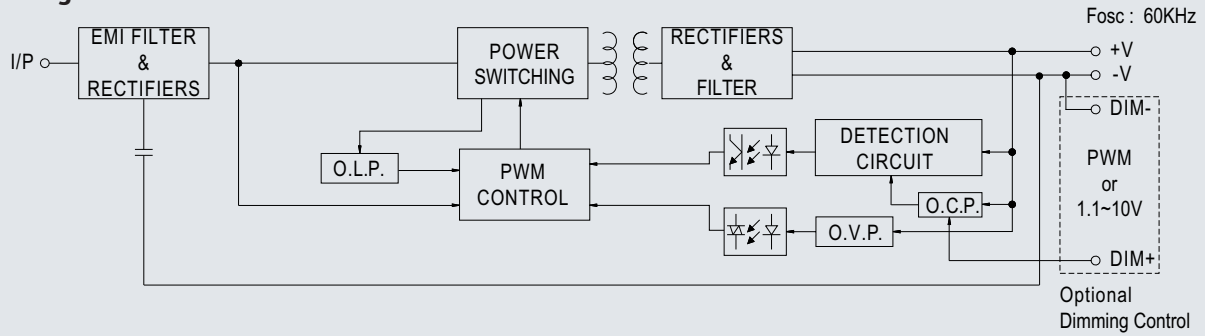 Fosc : 60KHz
I/P
EMI FILTER
&
RECTIFIERS
POWER
SWITCHING
RECTIFIERS
&
FILTER
+V
-V
DIM-
O.L.P.
PWM
CONTROL
DETECTION
CIRCUIT
O.C.P.
O.V.P.
PWM
or
1.1~10V
DIM+
Optional
Dimming Control